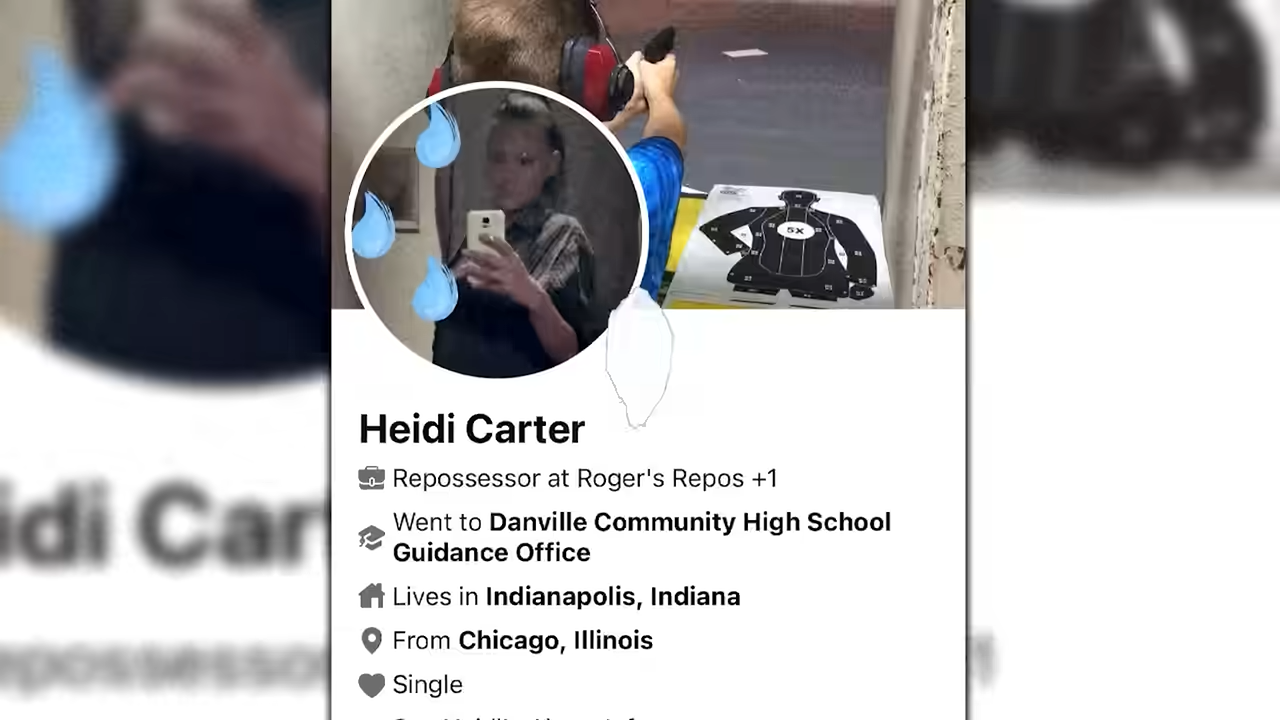 5X
Heidi Carter
Repossessor at Roger's Repos +1
Went to Danville Community High School
Guidance Office
Lives in Indianapolis, Indiana
From Chicago, Illinois
Single